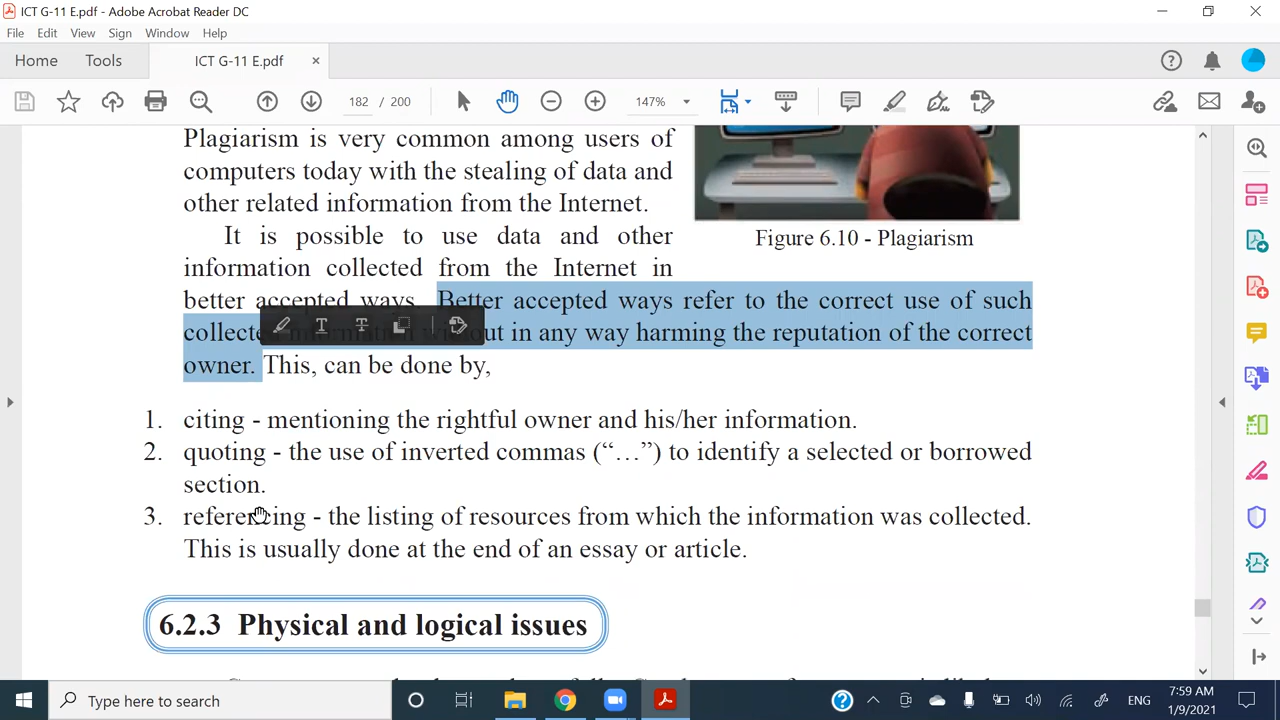 ICT G-11 E.pdf - Adobe Acrobat Reader DC
File Edit View Sign Window Help
Home Tools ICT G-11 E.pdf ×
182 / 200 147%
Plagiarism is very common among users of
computers today with the stealing of data and
other related information from the Internet.
Figure 6.10 - Plagiarism
It is possible to use data and other
information collected from the Internet in
better accepted ways. Better accepted ways refer to the correct use of such
collected information without in any way harming the reputation of the correct
owner. This, can be done by,
1. citing - mentioning the rightful owner and his/her information.
2. quoting - the use of inverted commas (“…”) to identify a selected or borrowed
section.
3. referencing - the listing of resources from which the information was collected.
This is usually done at the end of an essay or article.
6.2.3 Physical and logical issues
Type here to search
ENG
7:59 AM
1/9/2021